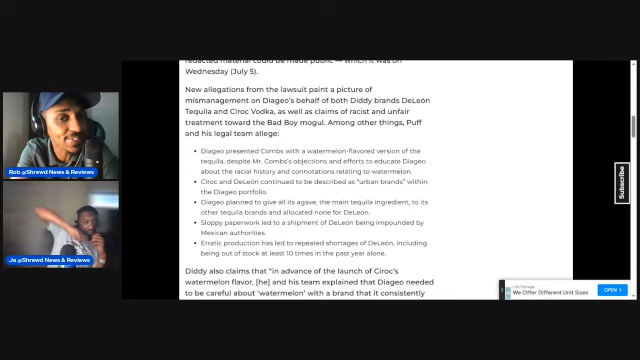 redacted material could be made public — which it was on
Wednesday (July 5).
New allegations from the lawsuit paint a picture of
mismanagement on Diageo's behalf of both Diddy brands DeLeón
Tequila and Ciroc Vodka, as well as claims of racist and unfair
treatment toward the Bad Boy mogul. Among other things, Puff
and his legal team allege:
• Diageo presented Combs with a watermelon-flavored version of the
tequila, despite Mr. Combs's objections and efforts to educate Diageo
about the racial history and connotations relating to watermelon.
• Ciroc and DeLeón continued to be described as "urban brands" within
the Diageo portfolio.
• Diageo planned to give all its agave, the main tequila ingredient, to its
other tequila brands and allocated none for DeLeón.
• Sloppy paperwork led to a shipment of DeLeón being impounded by
Mexican authorities.
• Erratic production has led to repeated shortages of DeLeón, including
being out of stock at least 10 times in the past year alone.
Diddy also claims that "in advance of the launch of Ciroc's
watermelon flavor, [he] and his team explained that Diageo needed
to be careful about 'watermelon' with a brand that it consistently
Rob @Shrewd News & Reviews
Ja @Shrewd News & Reviews
Subscribe
Life Storage
We Offer Different Unit Sizes
OPEN >